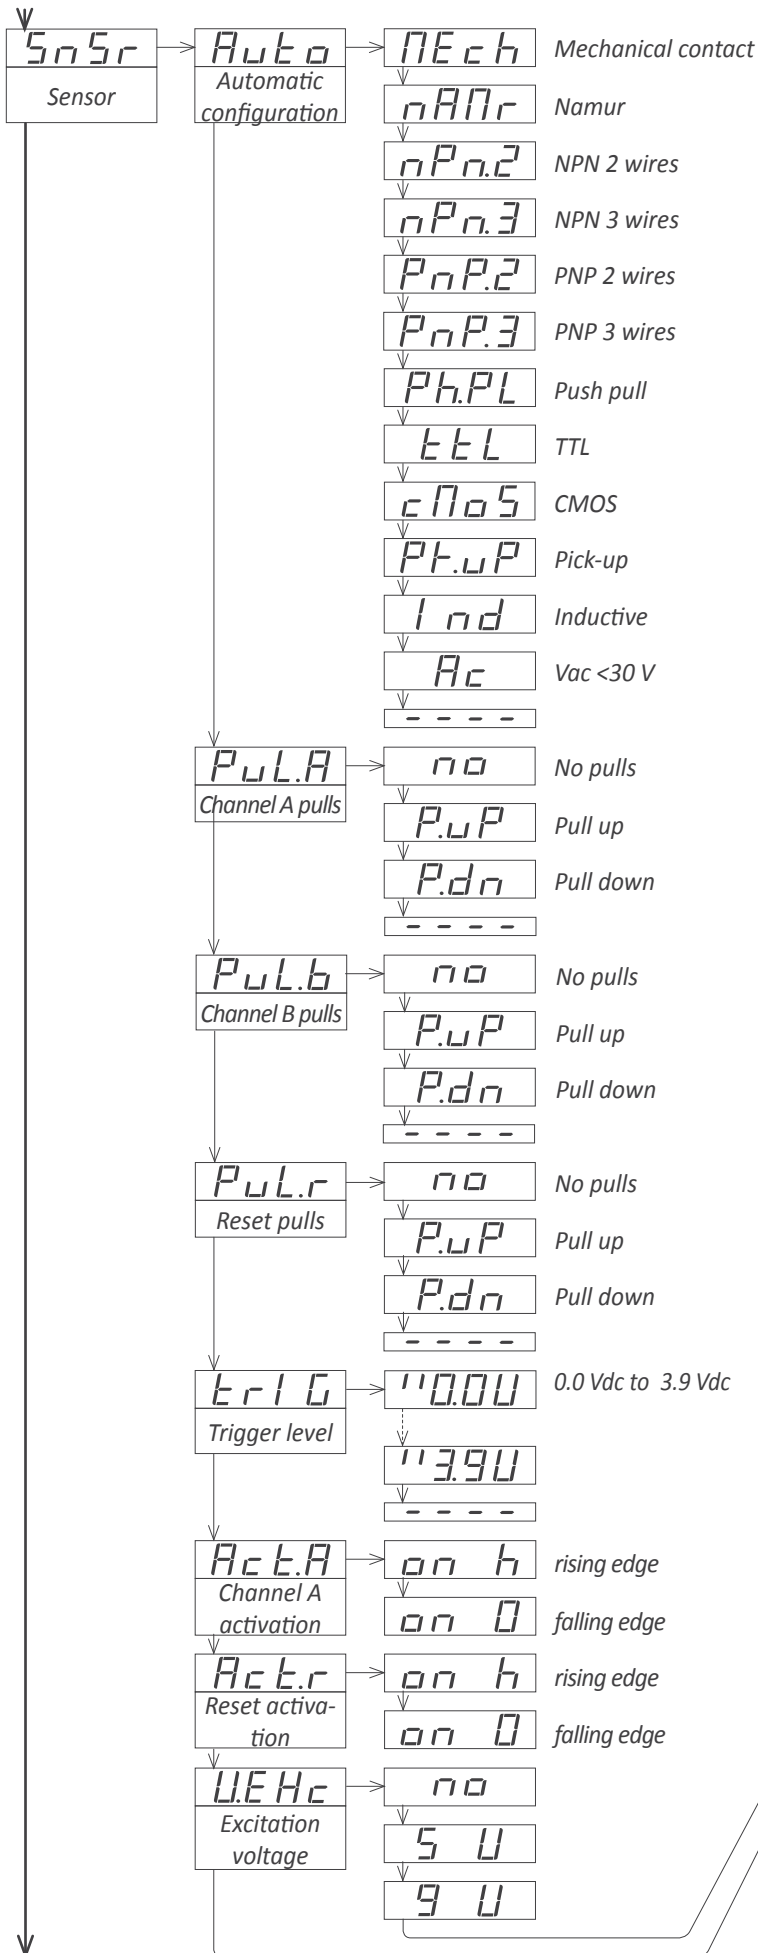 SnSr
Sensor
Auto
Automatic
configuration
MEch
Mechanical contact
nAMr
Namur
nPn.2
NPN 2 wires
nPn.3
NPN 3 wires
PnP.2
PNP 2 wires
PnP.3
PNP 3 wires
Ph.PL
Push pull
ttL
TTL
cMoS
CMOS
Pk.uP
Pick-up
Ind
Inductive
Ac
Vac <30 V
- - - -
PuL.A
Channel A pulls
no
No pulls
P.uP
Pull up
P.dn
Pull down
- - - -
PuL.b
Channel B pulls
no
No pulls
P.uP
Pull up
P.dn
Pull down
- - - -
PuL.r
Reset pulls
no
No pulls
P.uP
Pull up
P.dn
Pull down
- - - -
trIG
Trigger level
"0.0V
0.0 Vdc to 3.9 Vdc
"3.9V
- - - -
Act.A
Channel A
activation
on h
rising edge
on 0
falling edge
Act.r
Reset activa-
tion
on h
rising edge
on 0
falling edge
V.EHc
Excitation
voltage
no
5 V
9 V